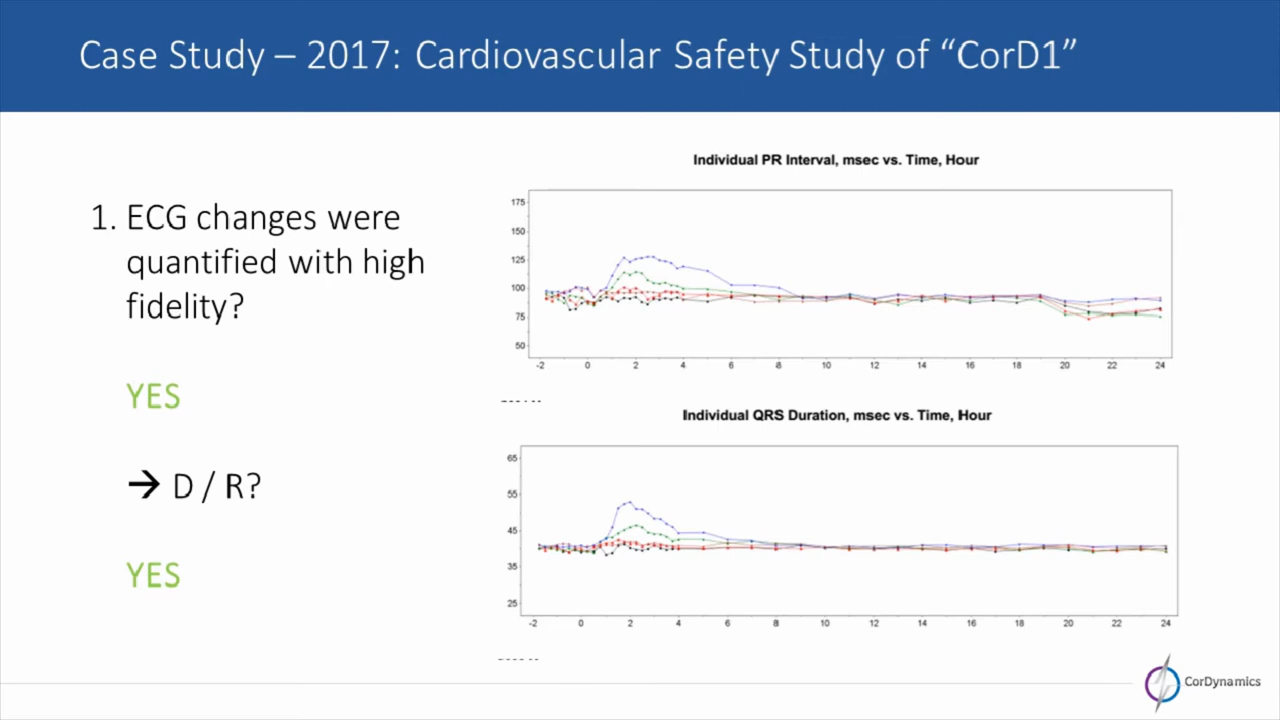 Case Study – 2017: Cardiovascular Safety Study of “CorD1”
1. ECG changes were
quantified with high
fidelity?
YES
→ D / R?
YES
Individual PR Interval, msec vs. Time, Hour
175
150
125
100
75
50
-2 0 2 4 6 8 10 12 14 16 18 20 22 24
Individual QRS Duration, msec vs. Time, Hour
65
55
45
35
25
-2 0 2 4 6 8 10 12 14 16 18 20 22 24
CorDynamics